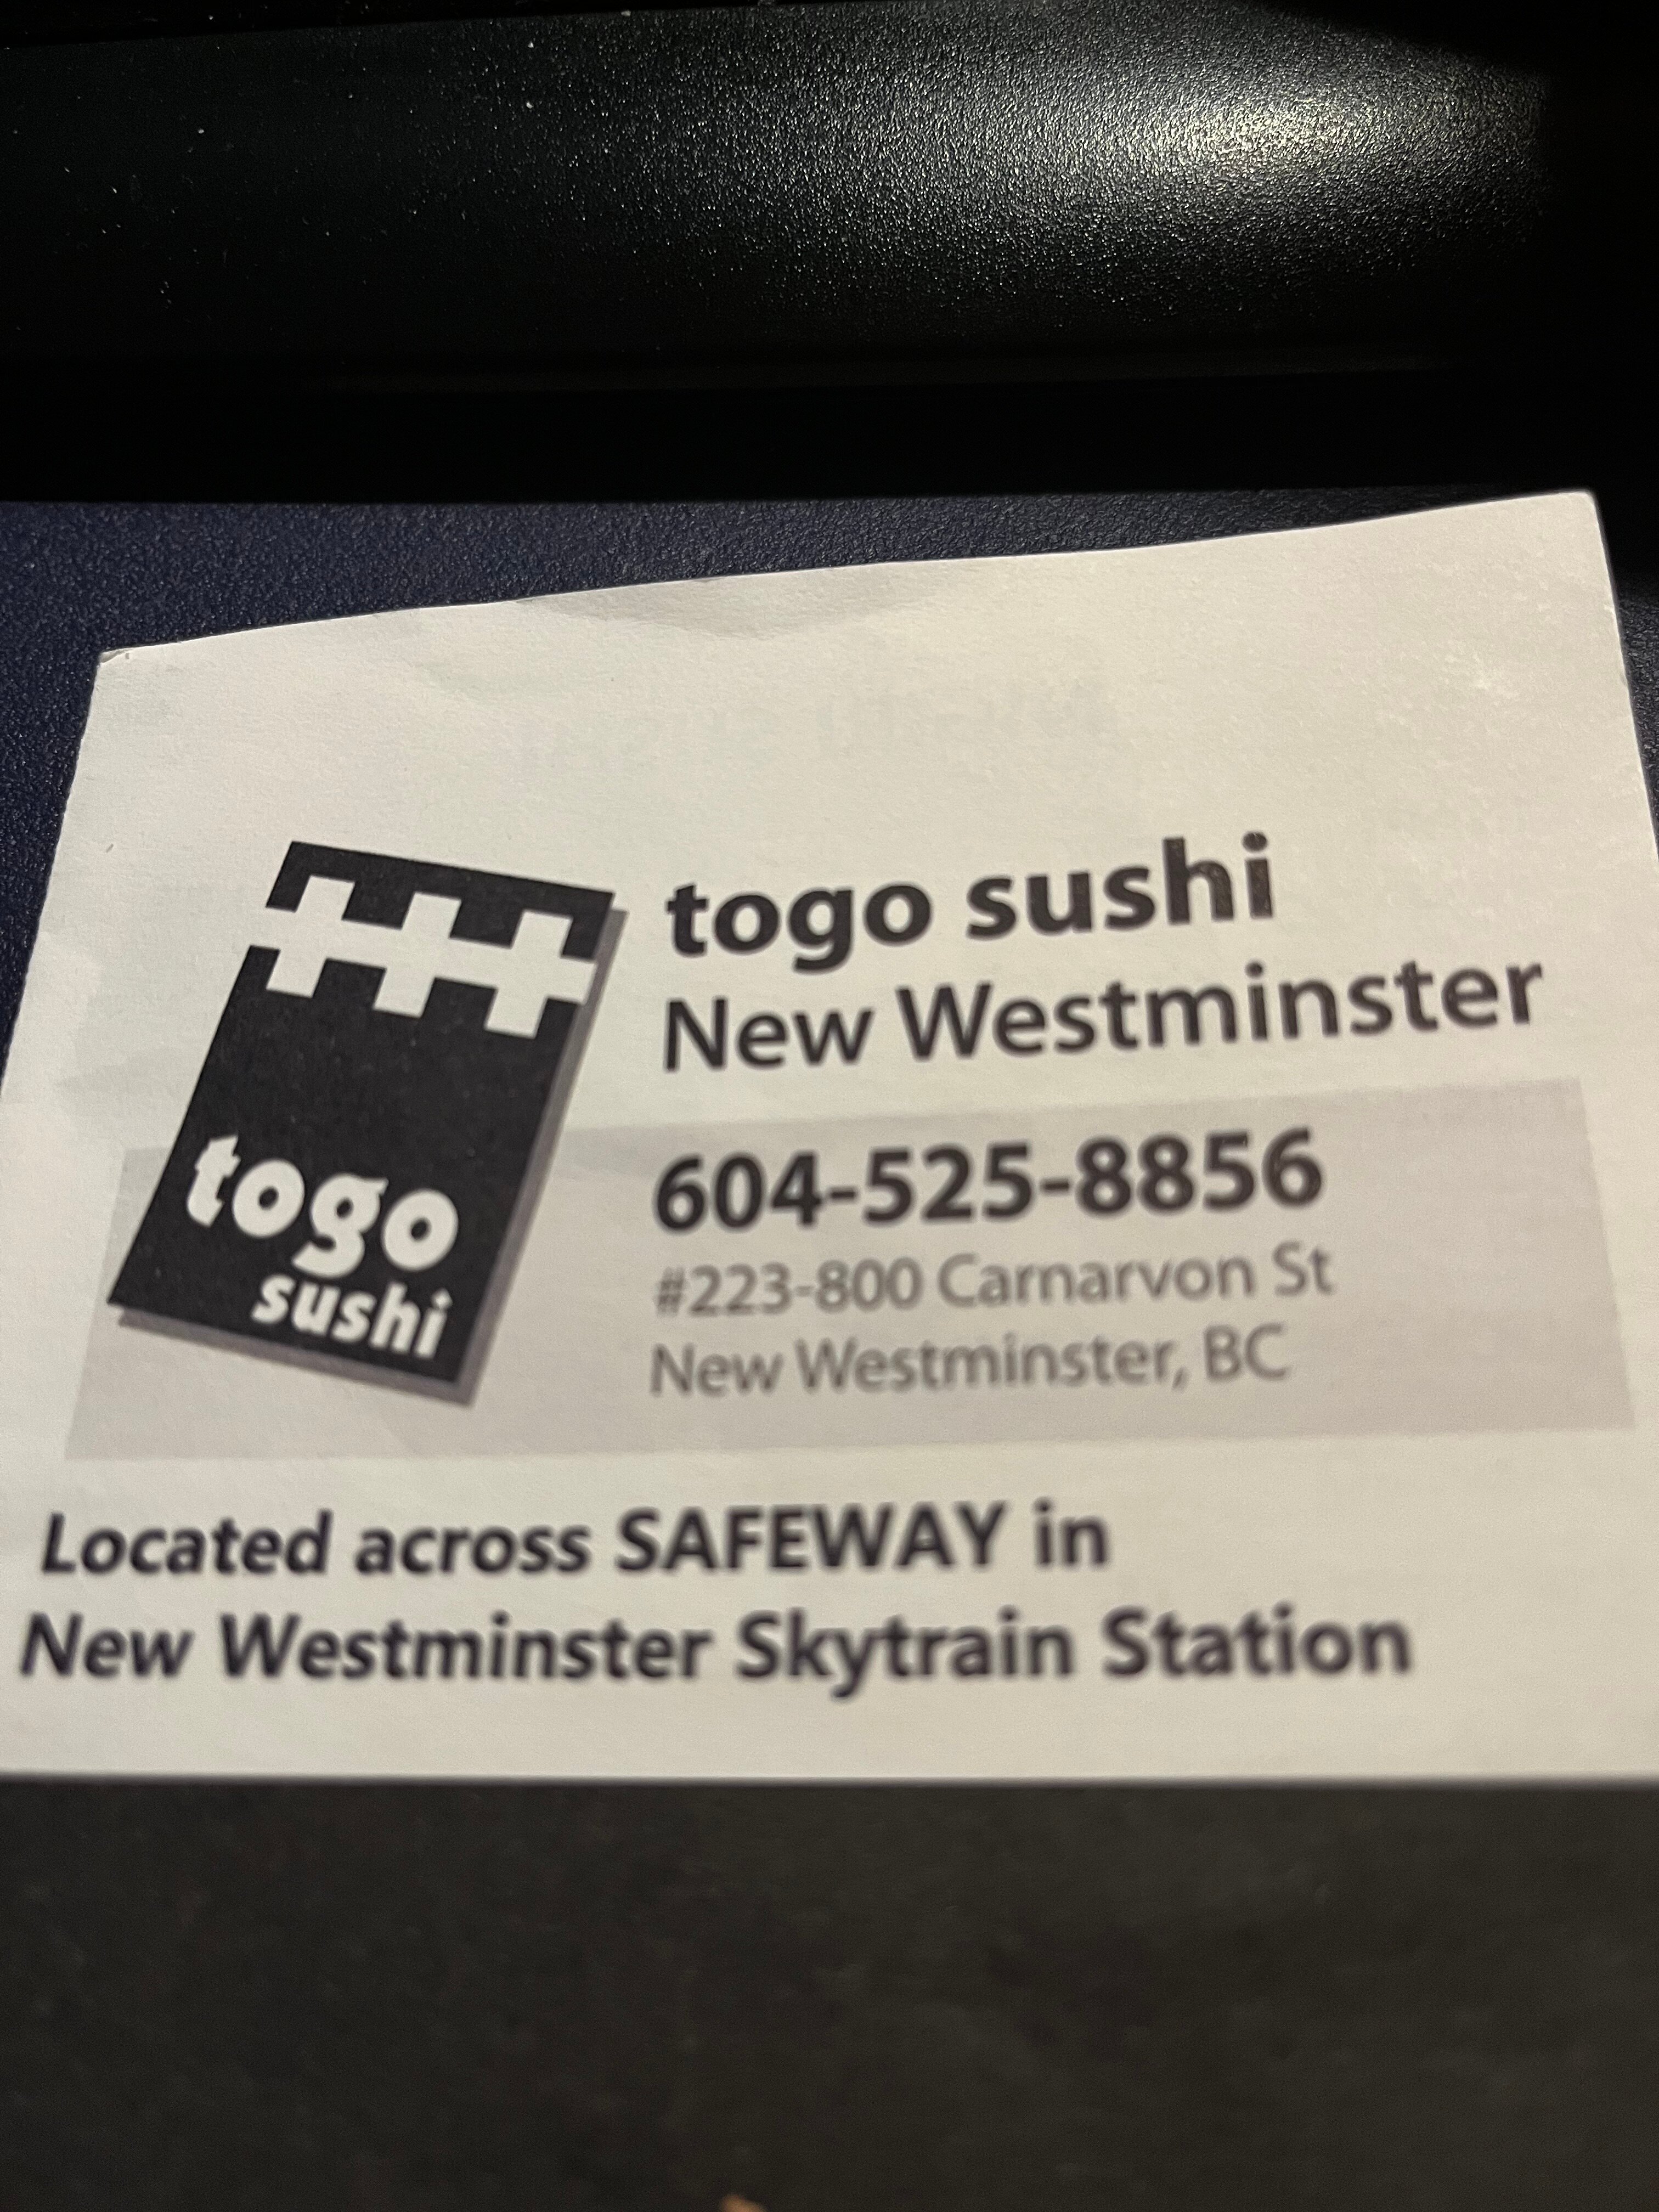 togo
sushi
togo sushi
New Westminster
604-525-8856
#223-800 Carnarvon St
New Westminster, BC
Located across SAFEWAY in
New Westminster Skytrain Station